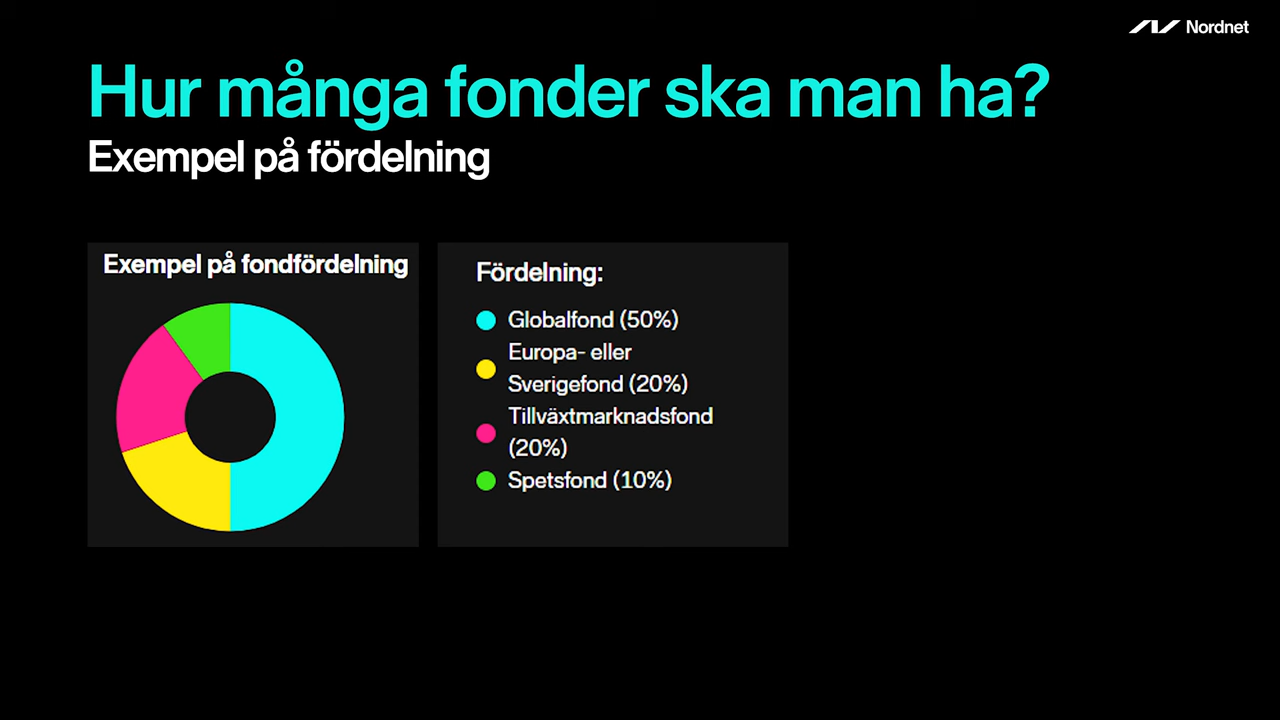 Nordnet
Hur många fonder ska man ha?
Exempel på fördelning
Exempel på fondfördelning
Fördelning:
Globalfond (50%)
Europa- eller
Sverigefond (20%)
Tillväxtmarknadsfond
(20%)
Spetsfond (10%)